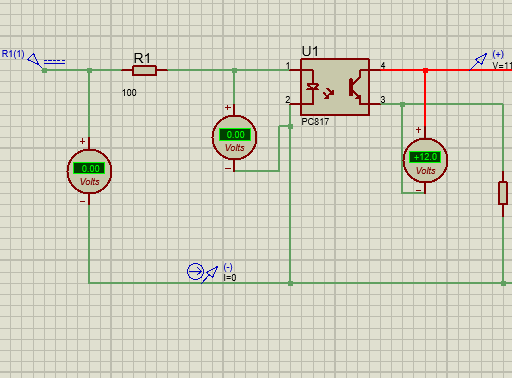 R1(1)
R1
100
U1
1
4
2
3
PC817
(+)
V=11
+
0.00
Volts
−
+
0.00
Volts
−
+
+12.0
Volts
−
(-)
I=0